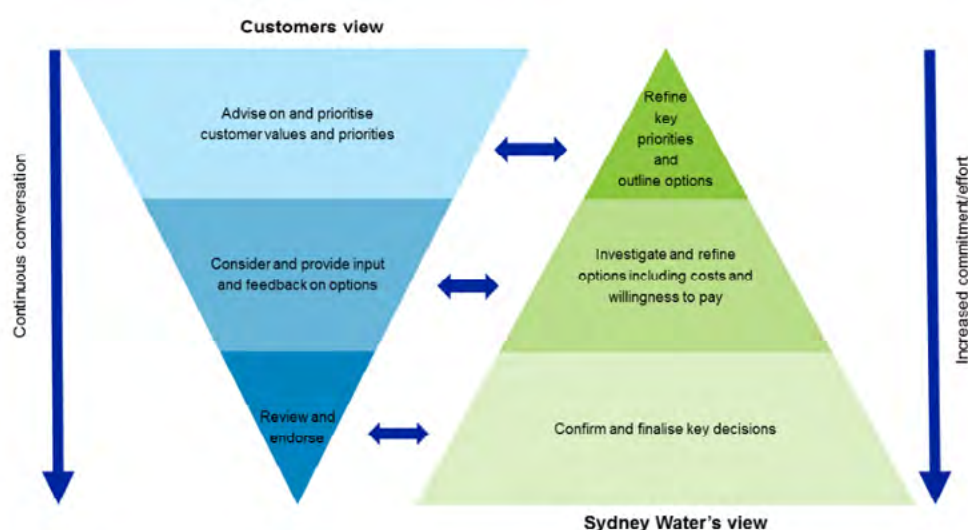 Customers view
Continuous conversation
Advise on and prioritise
customer values and priorities
Refine
key
priorities
and
outline options
Consider and provide input
and feedback on options
Investigate and refine
options including costs and
willingness to pay
Review and
endorse
Confirm and finalise key decisions
Increased commitment/effort
Sydney Water's view